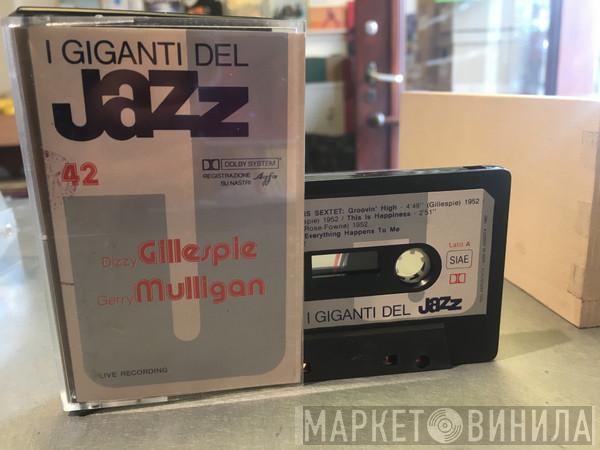 I GIGANTI DEL
Jazz
42
DOLBY SYSTEM
REGISTRAZIONE
SU NASTRI Agfa
Dizzy Gillespie
Gerry Mulligan
LIVE RECORDING
S SEXTET: Groovin' High - 4'48" (Gillespie) 1952
pie) 1952 / This Is Happiness - 2'51"
Rose-Fowne) 1952
Everything Happens To Me
Lato A
SIAE
I GIGANTI DEL Jazz
МАРКЕТ ВИНИЛА